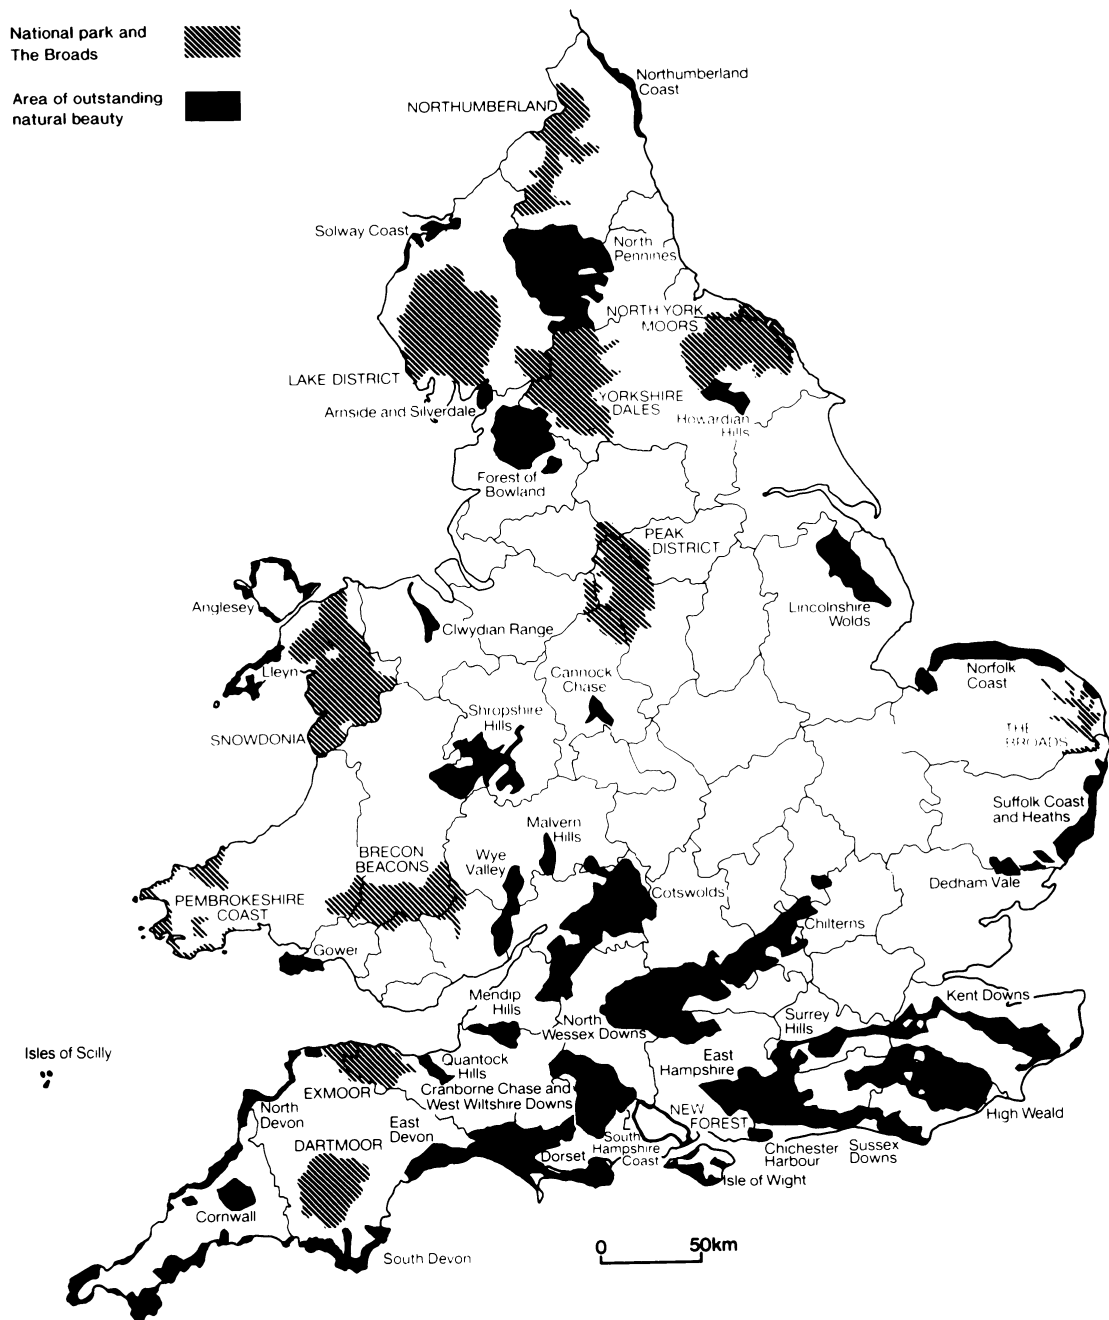 National park and
The Broads
Area of outstanding
natural beauty
Northumberland
Coast
NORTHUMBERLAND
Solway Coast
North
Pennines
NORTH YORK
MOORS
LAKE DISTRICT
Arnside and Silverdale
YORKSHIRE
DALES
Howardian
Hills
Forest of
Bowland
PEAK
DISTRICT
Anglesey
Clwydian Range
Lincolnshire
Wolds
Lleyn
Cannock
Chase
Norfolk
Coast
Shropshire
Hills
SNOWDONIA
THE
BROADS
Suffolk Coast
and Heaths
Malvern
Hills
BRECON
BEACONS
Wye
Valley
Dedham Vale
PEMBROKESHIRE
COAST
Cotswolds
Chilterns
Gower
Mendip
Hills
North
Wessex Downs
Surrey
Hills
Kent Downs
Isles of Scilly
Quantock
Hills
East
Hampshire
EXMOOR
Cranborne Chase and
West Wiltshire Downs
North
Devon
East
Devon
NEW
FOREST
High Weald
DARTMOOR
Dorset
South
Hampshire
Coast
Chichester
Harbour
Sussex
Downs
Isle of Wight
Cornwall
South Devon
0 50km